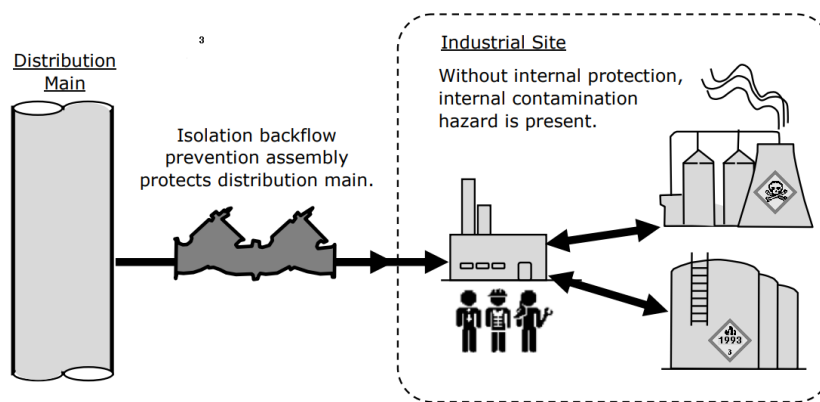 3
Distribution
Main
Isolation backflow
prevention assembly
protects distribution main.
Industrial Site
Without internal protection,
internal contamination
hazard is present.
1993
3